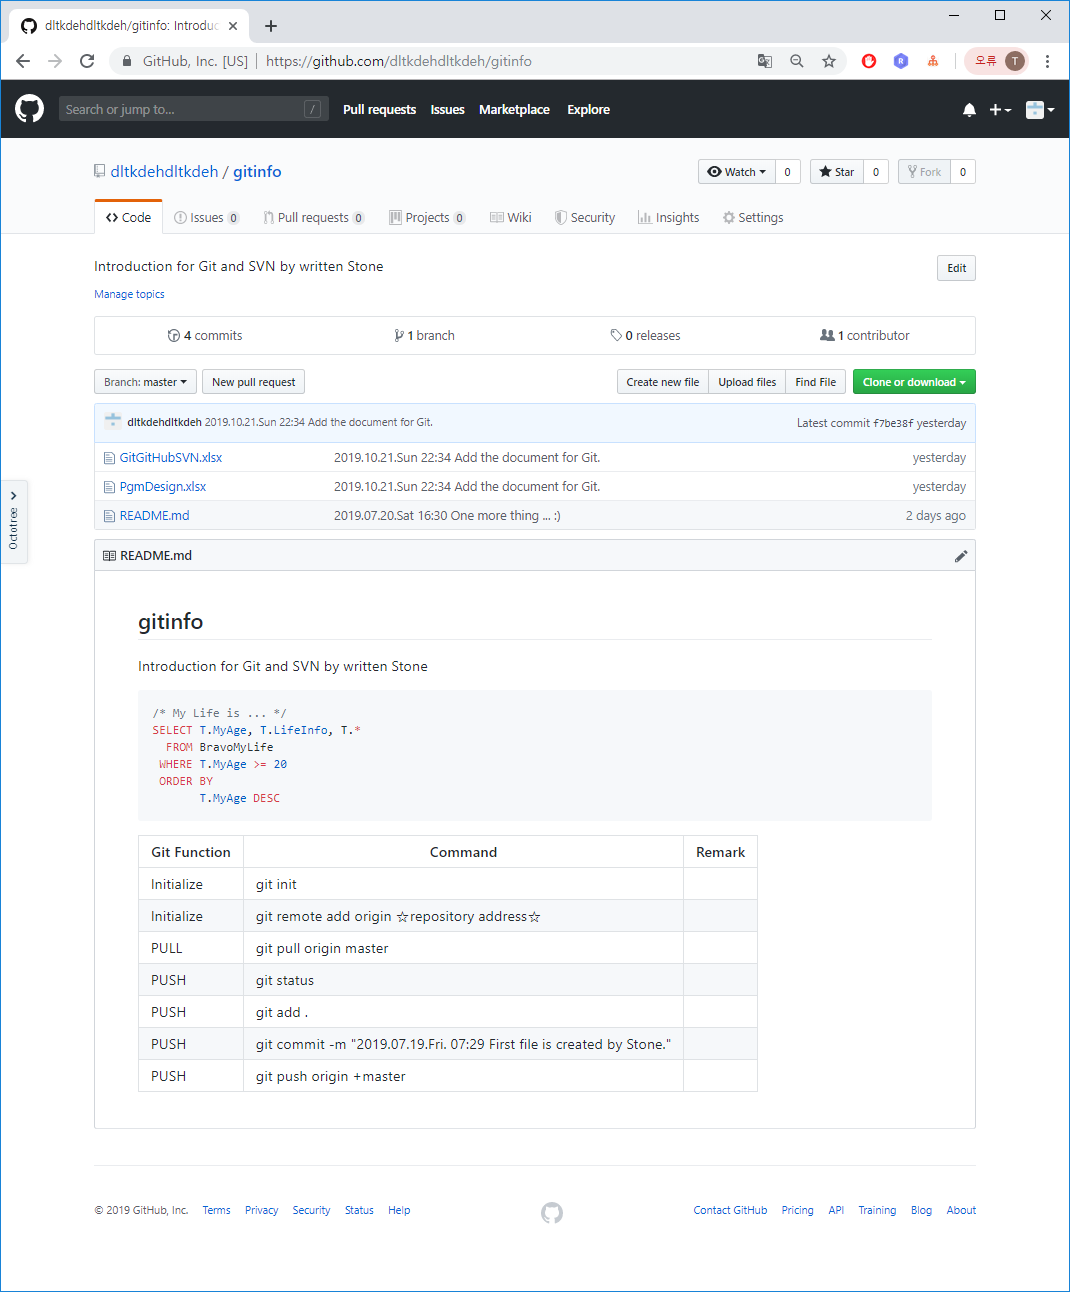 dltkdehdltkdeh/gitinfo: Introduc
GitHub, Inc. [US] | https://github.com/dltkdehdltkdeh/gitinfo
오류 T
Search or jump to... /
Pull requests Issues Marketplace Explore
dltkdehdltkdeh / gitinfo
Watch 0 Star 0 Fork 0
Code Issues 0 Pull requests 0 Projects 0 Wiki Security Insights Settings
Introduction for Git and SVN by written Stone
Edit
Manage topics
4 commits 1 branch 0 releases 1 contributor
Branch: master New pull request Create new file Upload files Find File Clone or download
dltkdehdltkdeh 2019.10.21.Sun 22:34 Add the document for Git. Latest commit f7be38f yesterday
GitGitHubSVN.xlsx 2019.10.21.Sun 22:34 Add the document for Git. yesterday
PgmDesign.xlsx 2019.10.21.Sun 22:34 Add the document for Git. yesterday
README.md 2019.07.20.Sat 16:30 One more thing ... :) 2 days ago
Octotree
README.md
gitinfo
Introduction for Git and SVN by written Stone
/* My Life is ... */
SELECT T.MyAge, T.LifeInfo, T.*
FROM BravoMyLife
WHERE T.MyAge >= 20
ORDER BY
T.MyAge DESC
Git Function Command Remark
Initialize git init
Initialize git remote add origin ☆repository address☆
PULL git pull origin master
PUSH git status
PUSH git add .
PUSH git commit -m "2019.07.19.Fri. 07:29 First file is created by Stone."
PUSH git push origin +master
© 2019 GitHub, Inc. Terms Privacy Security Status Help Contact GitHub Pricing API Training Blog About